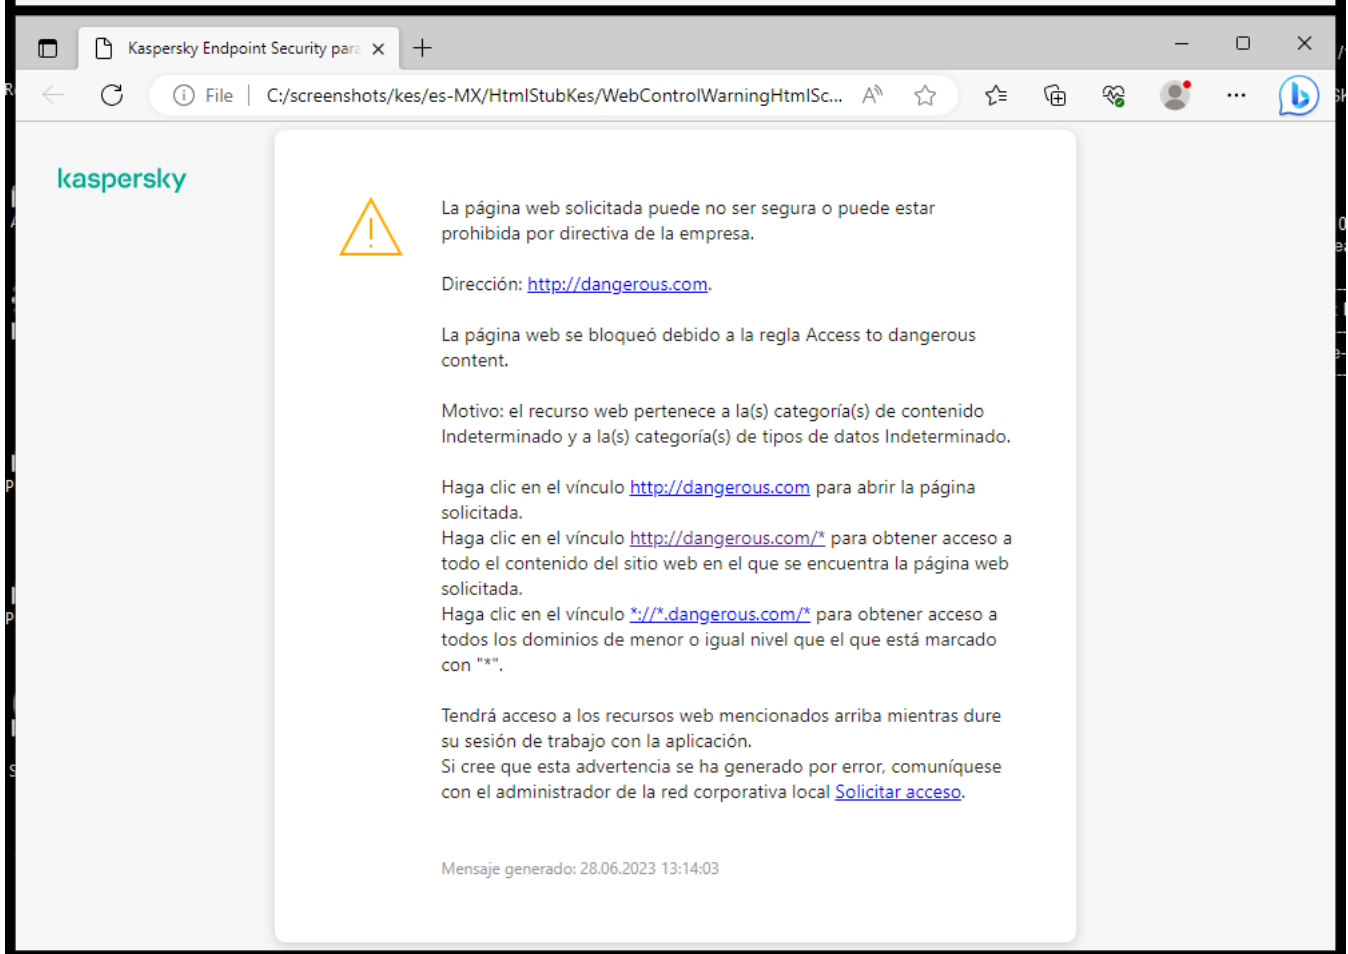 Kaspersky Endpoint Security para
File
C:/screenshots/kes/es-MX/HtmlStubKes/WebControlWarningHtmlSc...
kaspersky
La página web solicitada puede no ser segura o puede estar
prohibida por directiva de la empresa.
Dirección: http://dangerous.com.
La página web se bloqueó debido a la regla Access to dangerous
content.
Motivo: el recurso web pertenece a la(s) categoría(s) de contenido
Indeterminado y a la(s) categoría(s) de tipos de datos Indeterminado.
Haga clic en el vínculo http://dangerous.com para abrir la página
solicitada.
Haga clic en el vínculo http://dangerous.com/* para obtener acceso a
todo el contenido del sitio web en el que se encuentra la página web
solicitada.
Haga clic en el vínculo *://*.dangerous.com/* para obtener acceso a
todos los dominios de menor o igual nivel que el que está marcado
con "*".
Tendrá acceso a los recursos web mencionados arriba mientras dure
su sesión de trabajo con la aplicación.
Si cree que esta advertencia se ha generado por error, comuníquese
con el administrador de la red corporativa local Solicitar acceso.
Mensaje generado: 28.06.2023 13:14:03